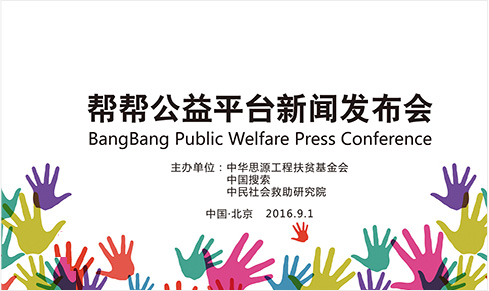 帮帮公益平台新闻发布会
BangBang Public Welfare Press Conference
主办单位：中华思源工程扶贫基金会
中国搜索
中民社会救助研究院
中国·北京 2016.9.1